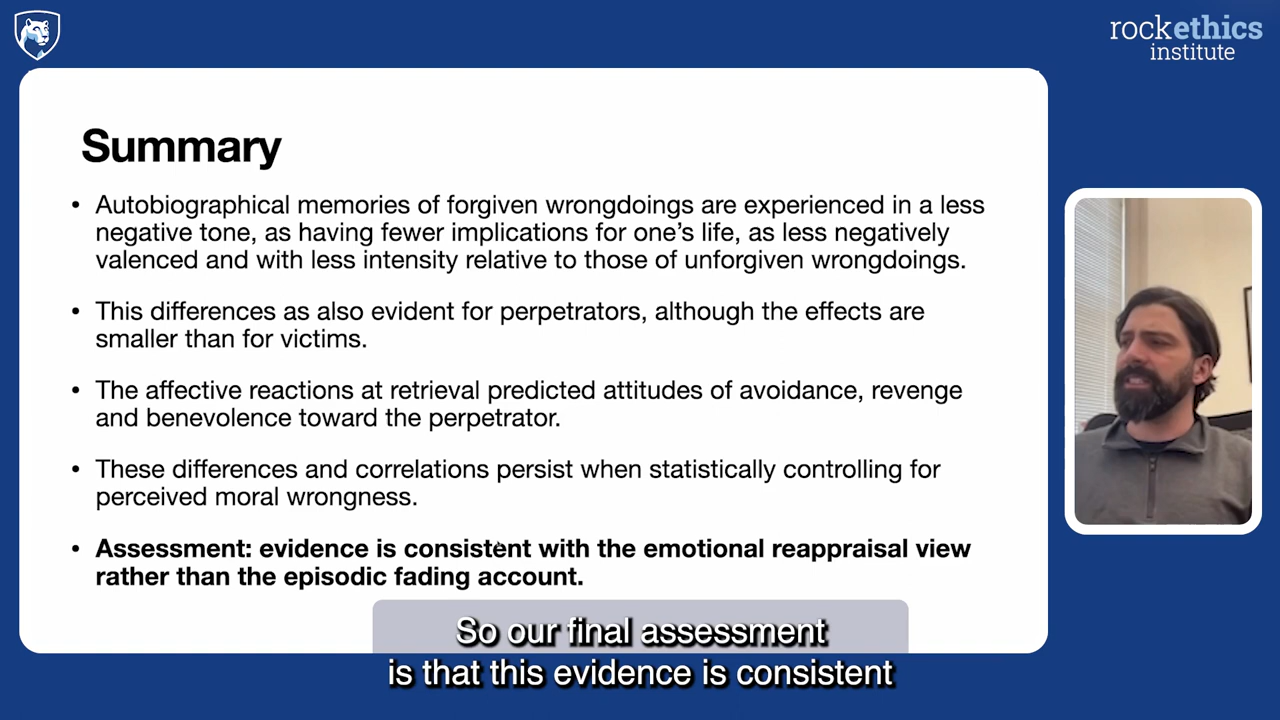 rockethics
institute
Summary
• Autobiographical memories of forgiven wrongdoings are experienced in a less
negative tone, as having fewer implications for one’s life, as less negatively
valenced and with less intensity relative to those of unforgiven wrongdoings.
• This differences as also evident for perpetrators, although the effects are
smaller than for victims.
• The affective reactions at retrieval predicted attitudes of avoidance, revenge
and benevolence toward the perpetrator.
• These differences and correlations persist when statistically controlling for
perceived moral wrongness.
• Assessment: evidence is consistent with the emotional reappraisal view
rather than the episodic fading account.
So our final assessment
is that this evidence is consistent